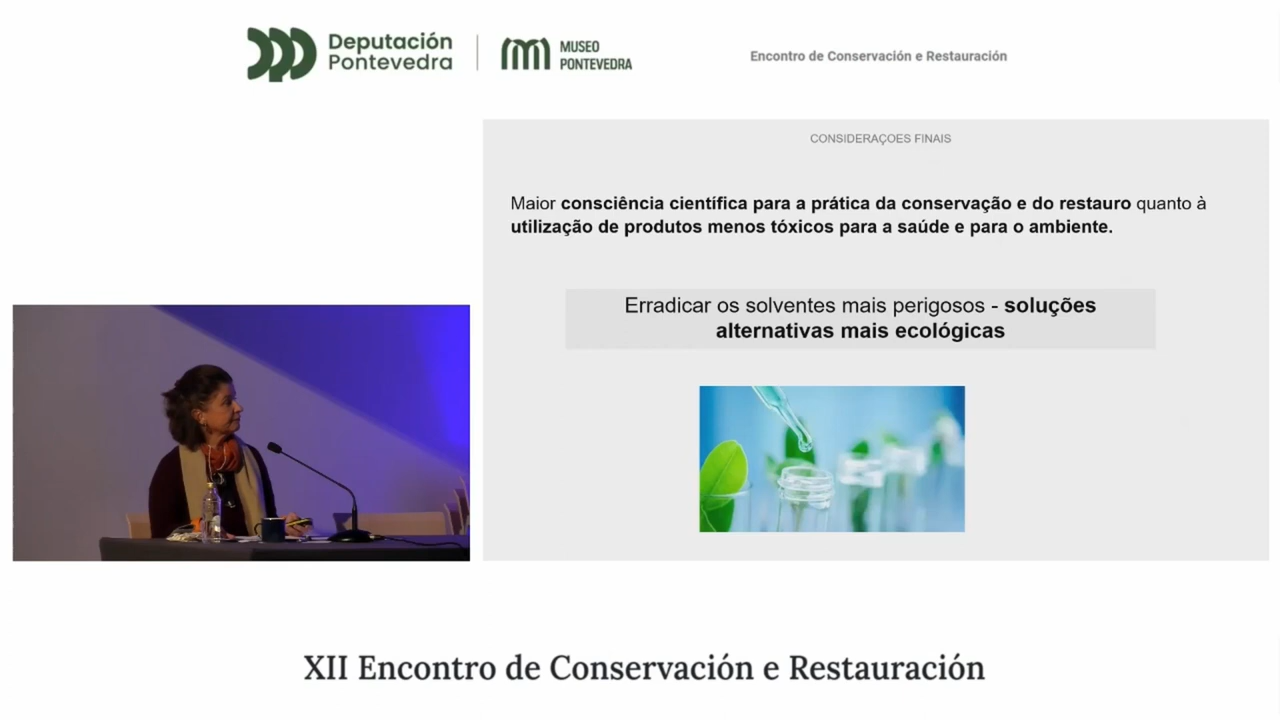 Deputación
Pontevedra
MUSEO
PONTEVEDRA
Encontro de Conservación e Restauración
CONSIDERAÇOES FINAIS
Maior consciência científica para a prática da conservação e do restauro quanto à
utilização de produtos menos tóxicos para a saúde e para o ambiente.
Erradicar os solventes mais perigosos - soluções
alternativas mais ecológicas
XII Encontro de Conservación e Restauración